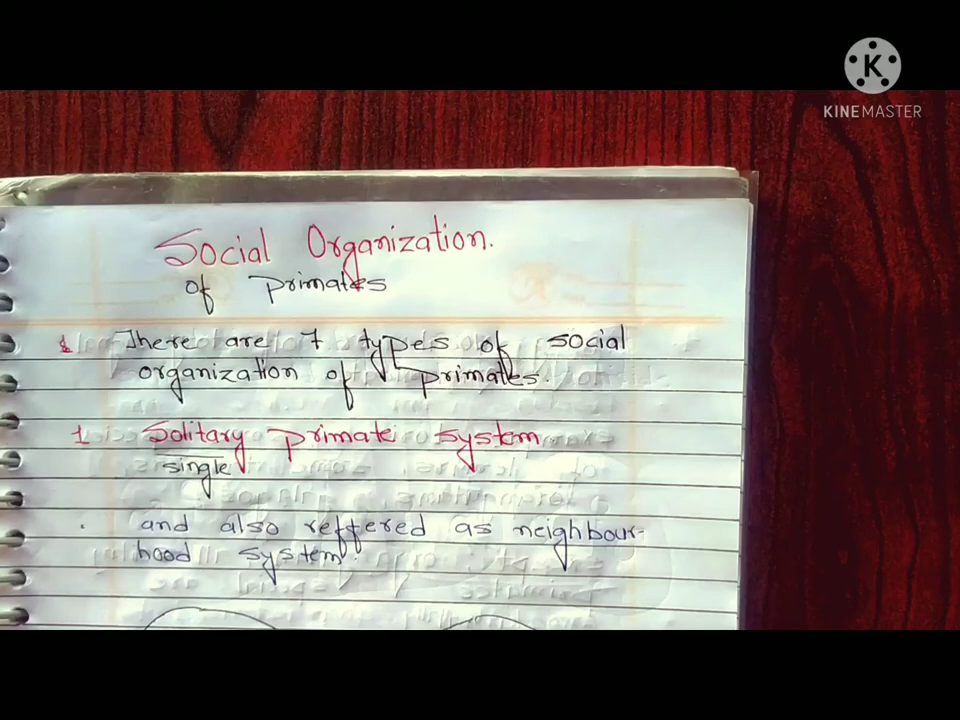 K
KINEMASTER
Social Organization.
of primates
1 There are 7 types of social
organization of primates.
1 Solitary primate system
single
. and also reffered as neighbour-
hood system.